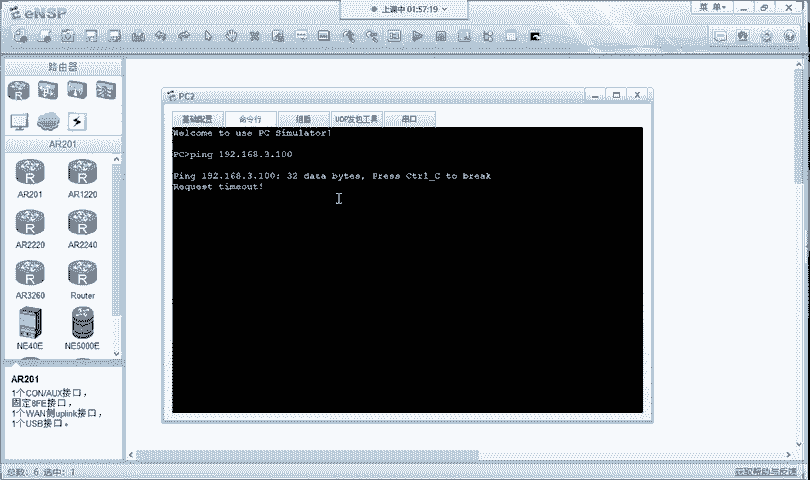 eNSP
上课中 01:57:19
菜 单
路由器
AR201
AR201
AR1220
AR2220
AR2240
AR3260
Router
NE40E
NE5000E
AR201
1个CON/AUX接口，
固定8FE接口，
1个WAN侧uplink接口，
1个USB接口。
PC2
基础配置
命令行
组播
UDP发包工具
串口
Welcome to use PC Simulator!
PC>ping 192.168.3.100
Ping 192.168.3.100: 32 data bytes, Press Ctrl_C to break
Request timeout!
总数: 6 选中: 1
获取帮助与反馈